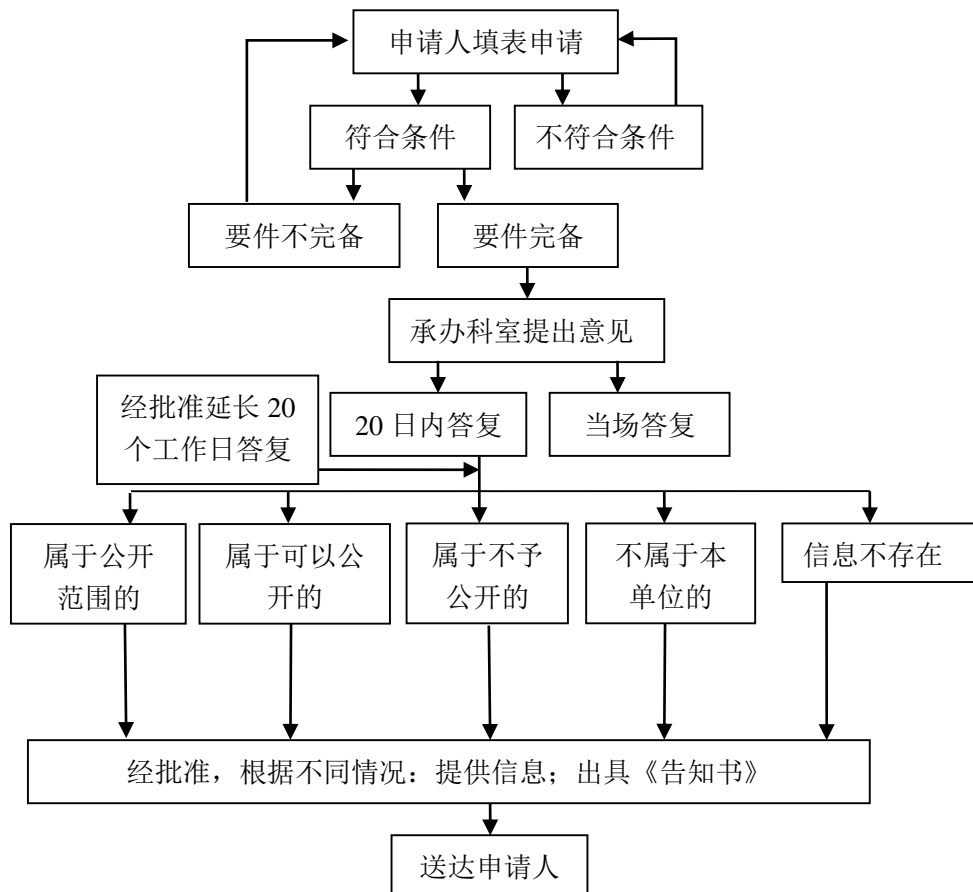 申请人填表申请
符合条件
不符合条件
要件不完备
要件完备
承办科室提出意见
经批准延长 20
个工作日答复
20 日内答复
当场答复
属于公开
范围的
属于可以公
开的
属于不予
公开的
不属于本
单位的
信息不存在
经批准，根据不同情况：提供信息；出具《告知书》
送达申请人